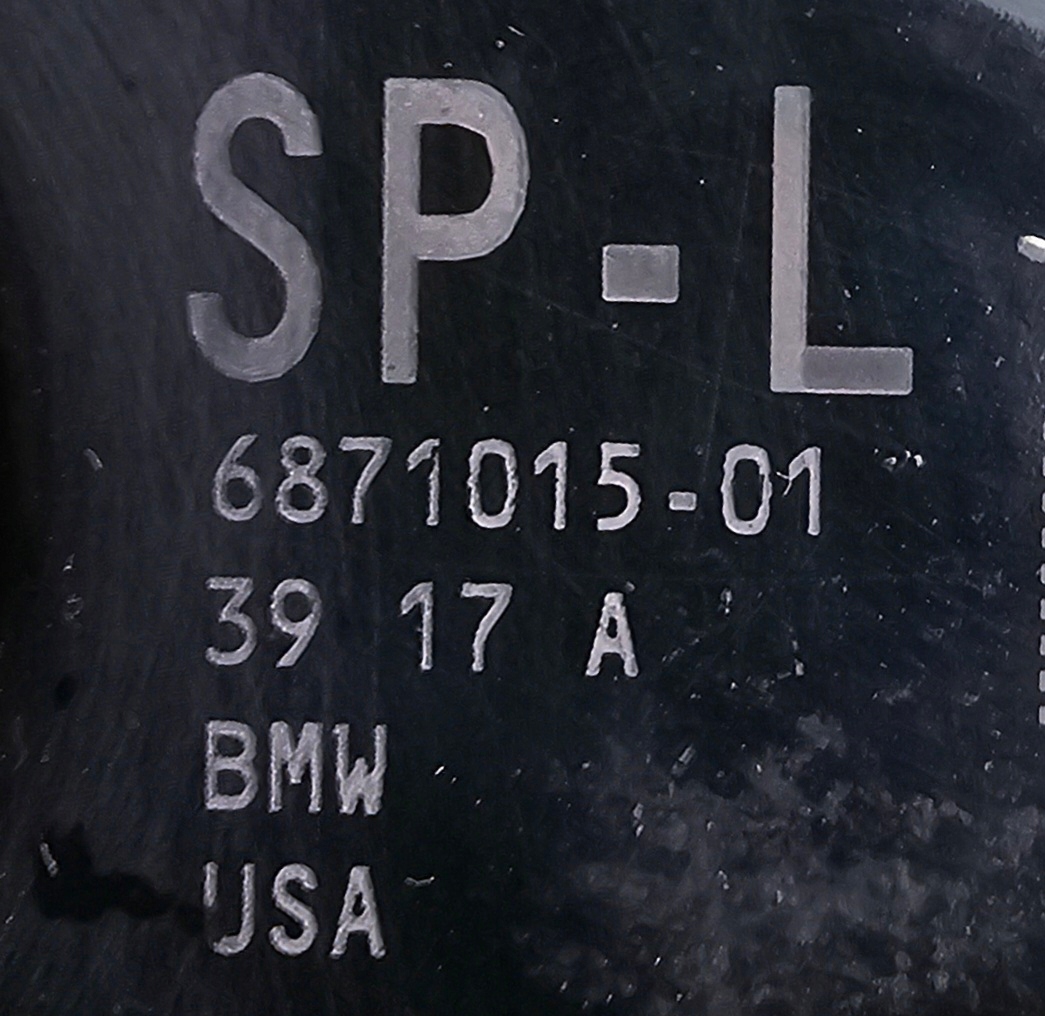 SP-L
6871015-01
39 17 A
BMW
USA